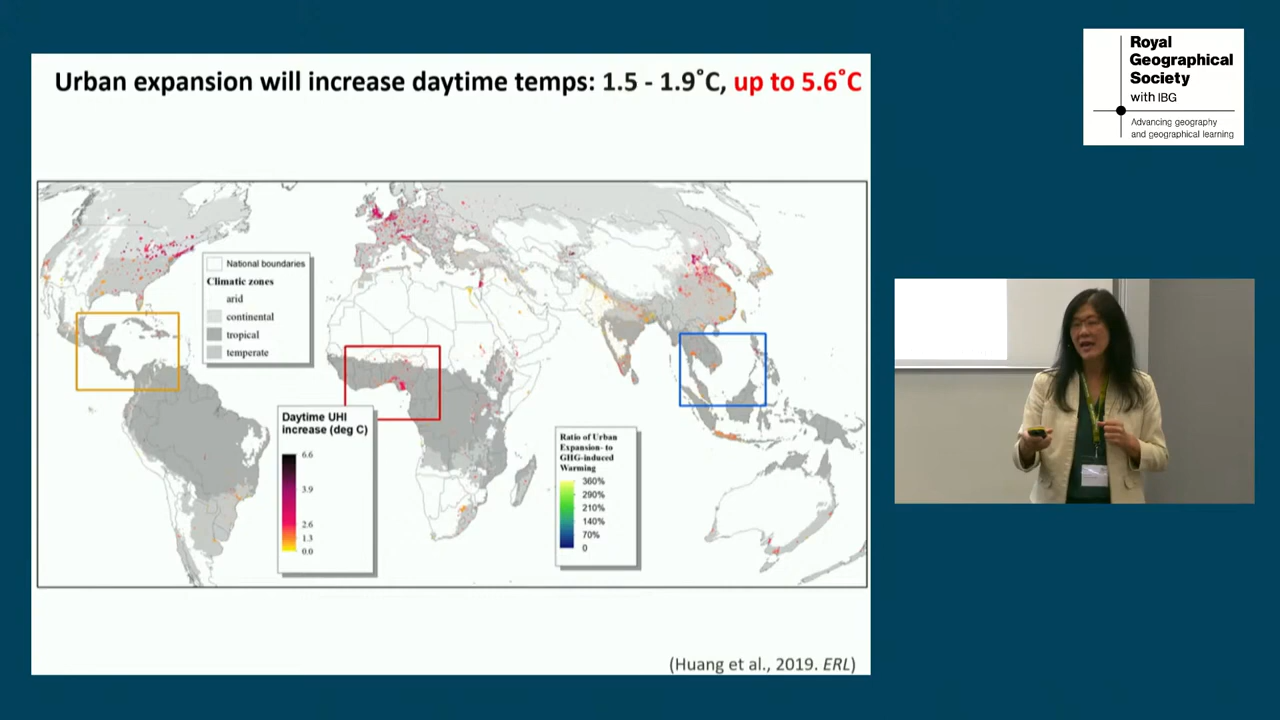 Urban expansion will increase daytime temps: 1.5 - 1.9˚C, up to 5.6˚C
Royal
Geographical
Society
with IBG
Advancing geography
and geographical learning
National boundaries
Climatic zones
arid
continental
tropical
temperate
Daytime UHI
increase (deg C)
6.6
3.9
2.6
1.3
0.0
Ratio of Urban
Expansion- to
GHG-induced
Warming
360%
290%
210%
140%
70%
0
(Huang et al., 2019. ERL)